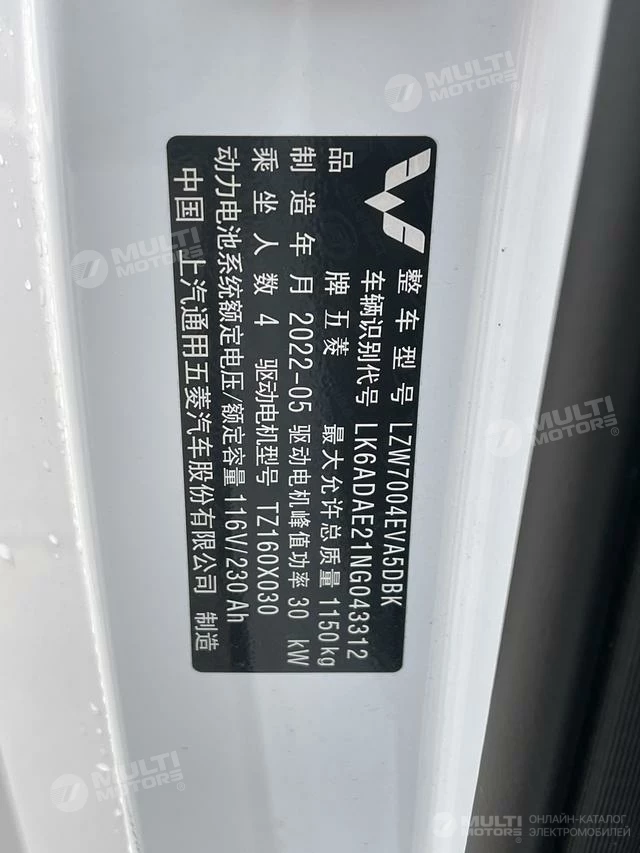 整车型号 LZW7004EVA5DBK
车辆识别代号 LK6ADAE21NG043312
品牌 五菱 最大允许总质量 1150kg
制造年月 2022-05 驱动电机峰值功率 30 kW
乘坐人数 4 驱动电机型号 TZ160X030
动力电池系统额定电压/额定容量 116V/230 Ah
中国 上汽通用五菱汽车股份有限公司 制造
MULTI
MOTORS®
MULTI
MOTORS®
MULTI
MOTORS®
MULTI
MOTORS®
MULTI
MOTORS®
ОНЛАЙН-КАТАЛОГ
ЭЛЕКТРОМОБИЛЕЙ